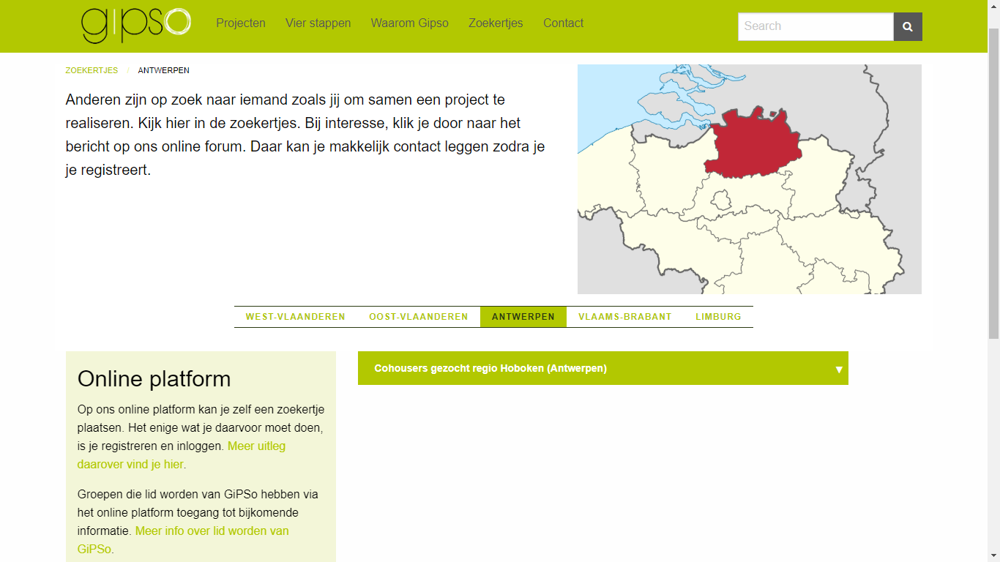 gipso
Projecten
Vier stappen
Waarom Gipso
Zoekertjes
Contact
Search
ZOEKERTJES / ANTWERPEN
Anderen zijn op zoek naar iemand zoals jij om samen een project te
realiseren. Kijk hier in de zoekertjes. Bij interesse, klik je door naar het
bericht op ons online forum. Daar kan je makkelijk contact leggen zodra je
je registreert.
WEST-VLAANDEREN
OOST-VLAANDEREN
ANTWERPEN
VLAAMS-BRABANT
LIMBURG
Online platform
Op ons online platform kan je zelf een zoekertje
plaatsen. Het enige wat je daarvoor moet doen,
is je registreren en inloggen. Meer uitleg
daarover vind je hier.
Groepen die lid worden van GiPSo hebben via
het online platform toegang tot bijkomende
informatie. Meer info over lid worden van
GiPSo.
Cohousers gezocht regio Hoboken (Antwerpen)